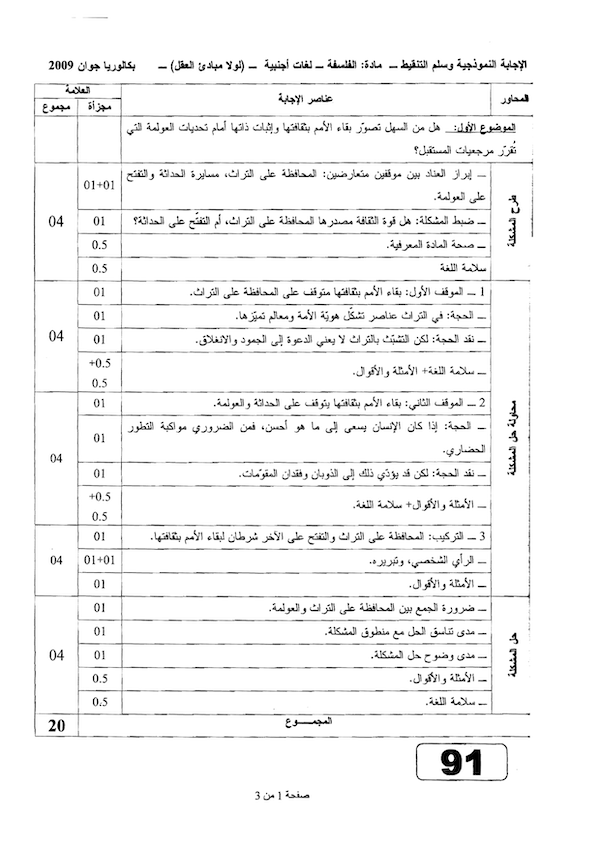 الإجابة النموذجية وسلم التنقيط ـ مادة: الفلسفة ـ لغات أجنبية ـ (لولا مبادئ العقل) ـ بكالوريا جوان 2009
المحاور عناصر الإجابة العلامة
مجزأة مجموع
الموضوع الأول: هل من السهل تصوّر بقاء الأمم بثقافتها وإثبات ذاتها أمام تحديات العولمة التي
تُقرّر مرجعيات المستقبل؟
طرح المشكلة
ـ إبراز العناد بين موقفين متعارضين: المحافظة على التراث، مسايرة الحداثة والتفتح 01+01
على العولمة.
ـ ضبط المشكلة: هل قوة الثقافة مصدرها المحافظة على التراث، أم التفتّح على الحداثة؟ 01 04
ـ صحة المادة المعرفية. 0.5
سلامة اللغة 0.5
محاولة حل المشكلة
1 ـ الموقف الأول: بقاء الأمم بثقافتها متوقف على المحافظة على التراث. 01
ـ الحجة: في التراث عناصر تشكّل هويّة الأمة ومعالم تميّزها. 01
ـ نقد الحجة: لكن التشبّث بالتراث لا يعني الدعوة إلى الجمود والانغلاق. 01 04
ـ سلامة اللغة+ الأمثلة والأقوال. +0.5
0.5
2 ـ الموقف الثاني: بقاء الأمم بثقافتها يتوقف على الحداثة والعولمة. 01
ـ الحجة: إذا كان الإنسان يسعى إلى ما هو أحسن، فمن الضروري مواكبة التطور 01
الحضاري.
ـ نقد الحجة: لكن قد يؤدّي ذلك إلى الذوبان وفقدان المقوّمات. 01 04
ـ الأمثلة والأقوال+ سلامة اللغة. +0.5
0.5
3 ـ التركيب: المحافظة على التراث والتفتح على الآخر شرطان لبقاء الأمم بثقافتها. 01
ـ الرأي الشخصي، وتبريره. 01+01 04
ـ الأمثلة والأقوال. 01
حل المشكلة
ـ ضرورة الجمع بين المحافظة على التراث والعولمة. 01
ـ مدى تناسق الحل مع منطوق المشكلة. 01
ـ مدى وضوح حل المشكلة. 01 04
ـ الأمثلة والأقوال. 0.5
ـ سلامة اللغة. 0.5
المجمـــوع 20
91
صفحة 1 من 3